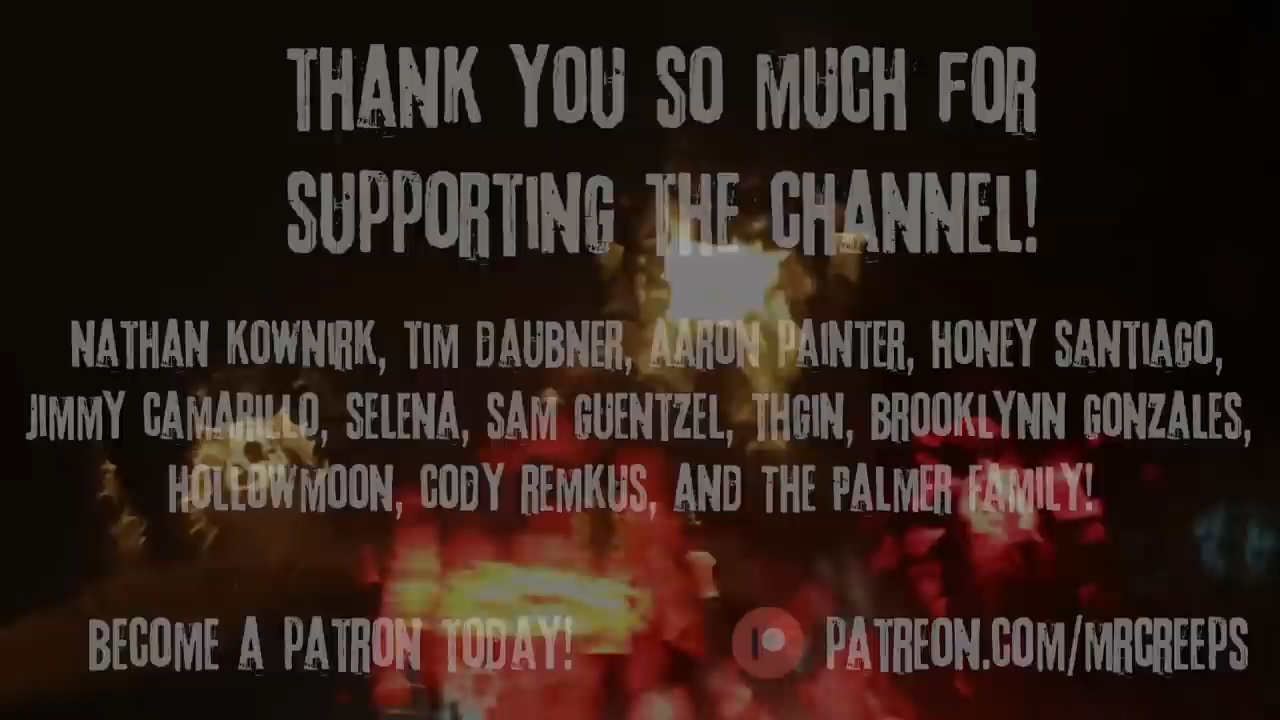 THANK YOU SO MUCH FOR
SUPPORTING THE CHANNEL!
NATHAN KOWNIRK, TIM DAUBNER, AARON PAINTER, HONEY SANTIAGO,
JIMMY CAMARILLO, SELENA, SAM GUENTZEL, THGIN, BROOKLYNN GONZALES,
HOLLOWMOON, CODY REMKUS, AND THE PALMER FAMILY!
BECOME A PATRON TODAY! PATREON.COM/MRCREEPS